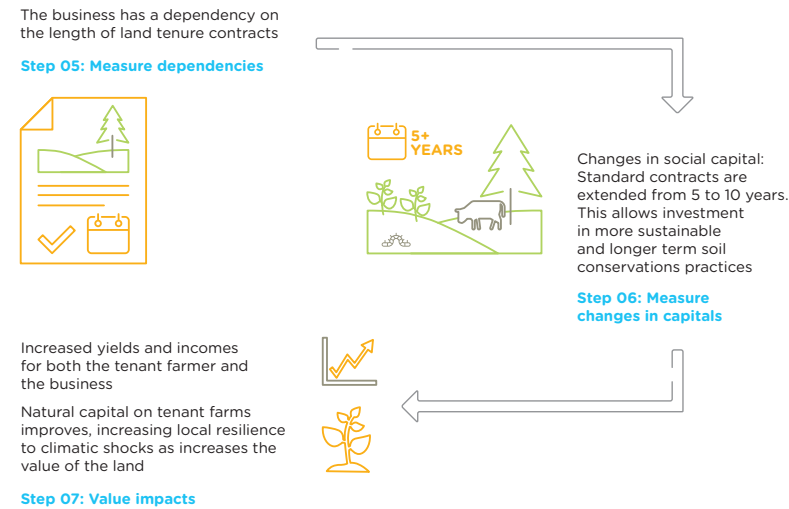 The business has a dependency on
the length of land tenure contracts
Step 05: Measure dependencies
5+
YEARS
Changes in social capital:
Standard contracts are
extended from 5 to 10 years.
This allows investment
in more sustainable
and longer term soil
conservations practices
Step 06: Measure
changes in capitals
Increased yields and incomes
for both the tenant farmer and
the business
Natural capital on tenant farms
improves, increasing local resilience
to climatic shocks as increases the
value of the land
Step 07: Value impacts